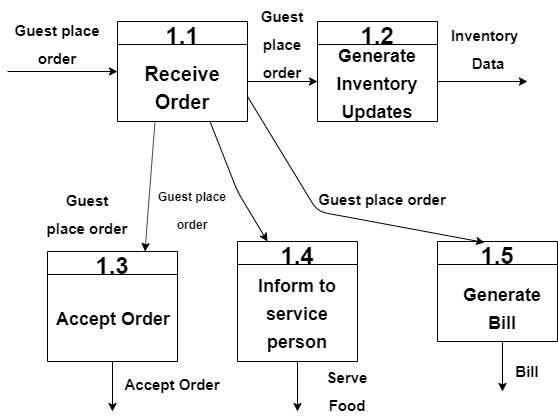 Guest place
order
1.1
Receive
Order
Guest
place
order
1.2
Generate
Inventory
Updates
Inventory
Data
Guest
place order
Guest place
order
Guest place order
1.3
Accept Order
1.4
Inform to
service
person
1.5
Generate
Bill
Accept Order
Serve
Food
Bill